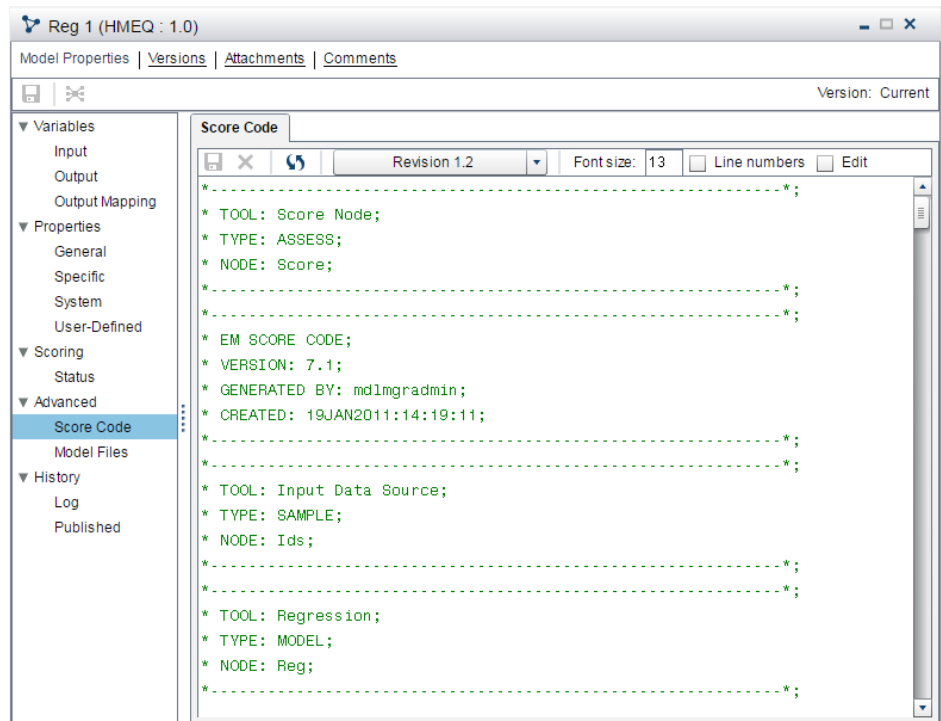 Reg 1 (HMEQ : 1.0)
Model Properties | Versions | Attachments | Comments
Version: Current
Variables
Input
Output
Output Mapping
Properties
General
Specific
System
User-Defined
Scoring
Status
Advanced
Score Code
Model Files
History
Log
Published
Score Code
Revision 1.2 Font size: 13 Line numbers Edit
*------------------------------------------------------------*;
* TOOL: Score Node;
* TYPE: ASSESS;
* NODE: Score;
*------------------------------------------------------------*;
*------------------------------------------------------------*;
* EM SCORE CODE;
* VERSION: 7.1;
* GENERATED BY: mdlmgradmin;
* CREATED: 19JAN2011:14:19:11;
*------------------------------------------------------------*;
*------------------------------------------------------------*;
* TOOL: Input Data Source;
* TYPE: SAMPLE;
* NODE: Ids;
*------------------------------------------------------------*;
*------------------------------------------------------------*;
* TOOL: Regression;
* TYPE: MODEL;
* NODE: Reg;
*------------------------------------------------------------*;